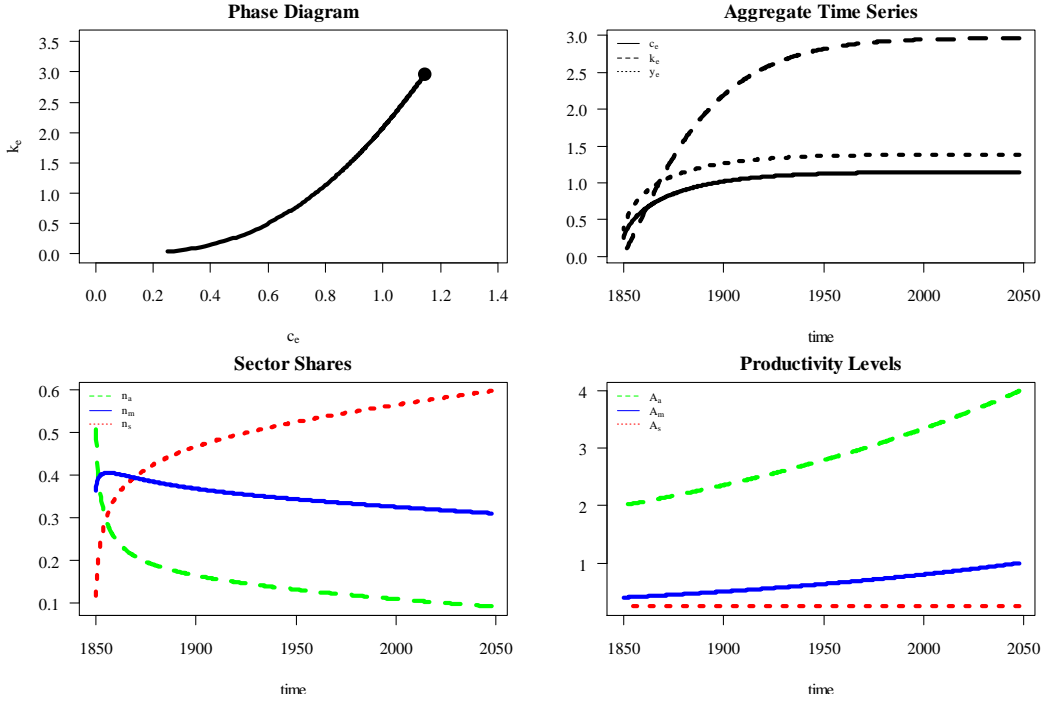 Phase Diagram
3.5
3.0
2.5
2.0
1.5
1.0
0.5
0.0
k_e
0.0 0.2 0.4 0.6 0.8 1.0 1.2 1.4
c_e
Aggregate Time Series
c_e
k_e
y_e
3.0
2.5
2.0
1.5
1.0
0.5
0.0
1850 1900 1950 2000 2050
time
Sector Shares
n_a
n_m
n_s
0.6
0.5
0.4
0.3
0.2
0.1
1850 1900 1950 2000 2050
time
Productivity Levels
A_a
A_m
A_s
4
3
2
1
1850 1900 1950 2000 2050
time